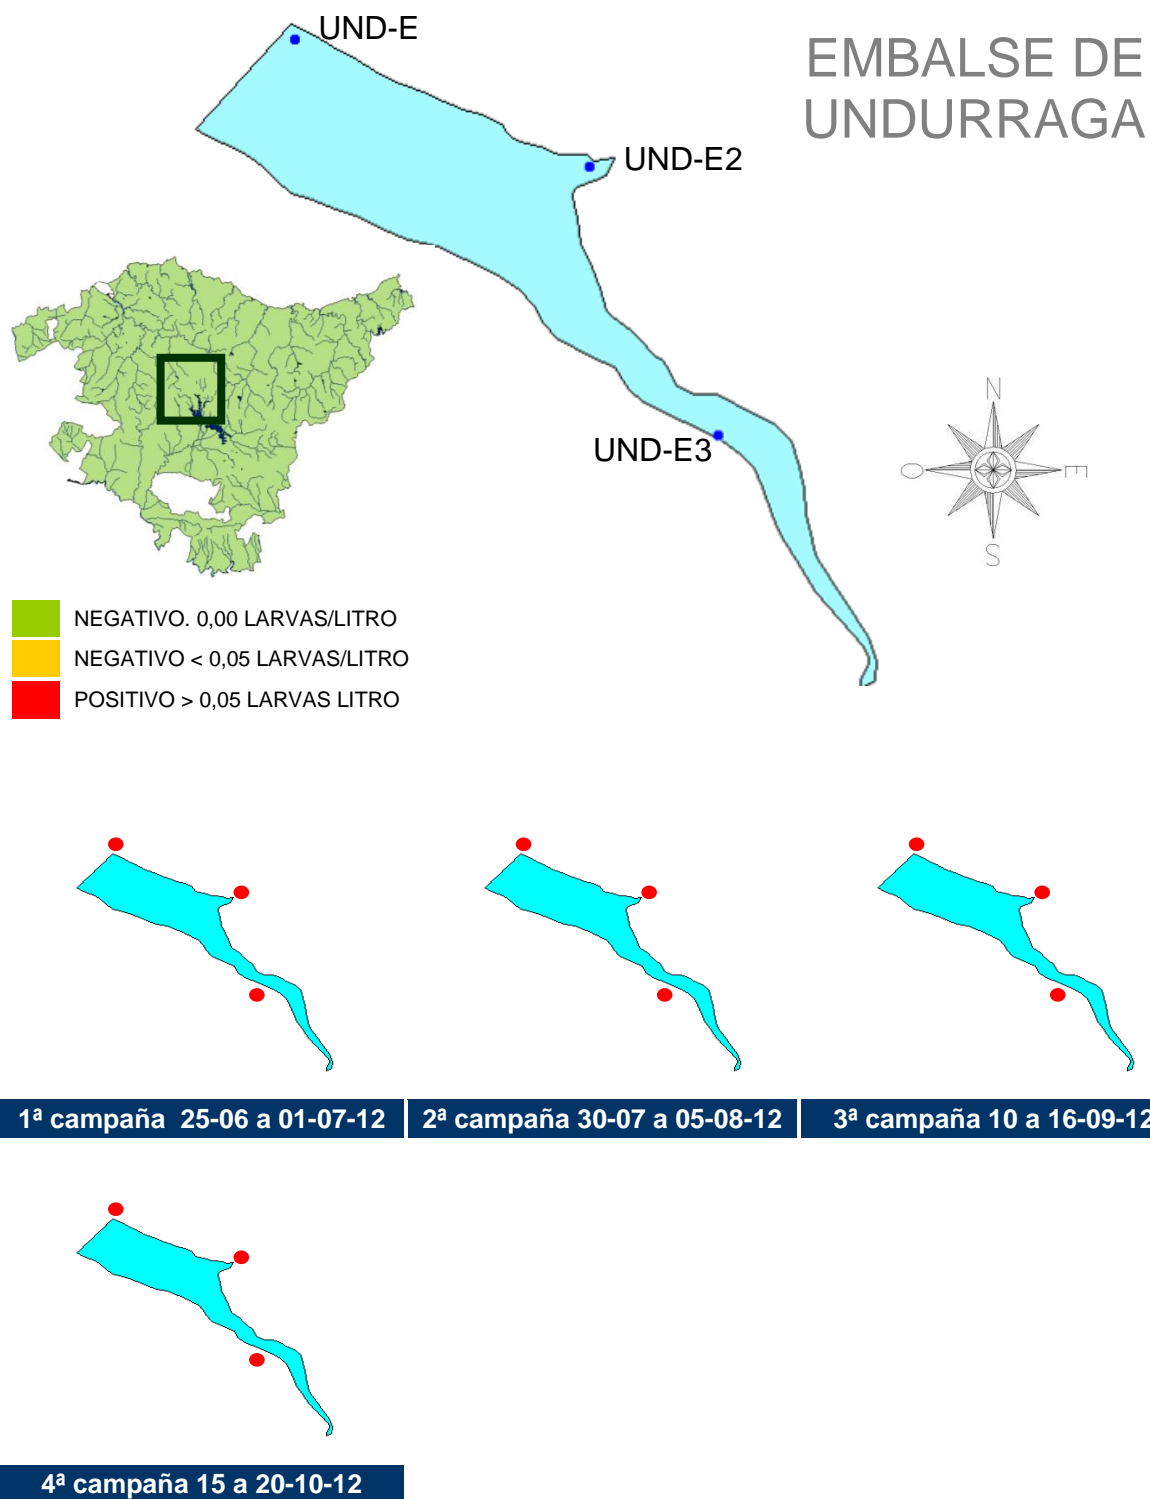 EMBALSE DE
UNDURRAGA
UND-E
UND-E2
UND-E3
N
O
E
S
NEGATIVO. 0,00 LARVAS/LITRO
NEGATIVO < 0,05 LARVAS/LITRO
POSITIVO > 0,05 LARVAS LITRO
1ª campaña 25-06 a 01-07-12
2ª campaña 30-07 a 05-08-12
3ª campaña 10 a 16-09-12
4ª campaña 15 a 20-10-12